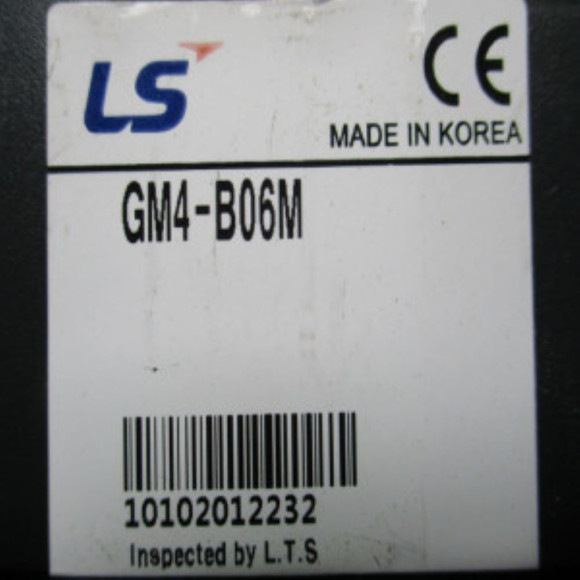 LS
CE
MADE IN KOREA
GM4-B06M
10102012232
Inspected by L.T.S